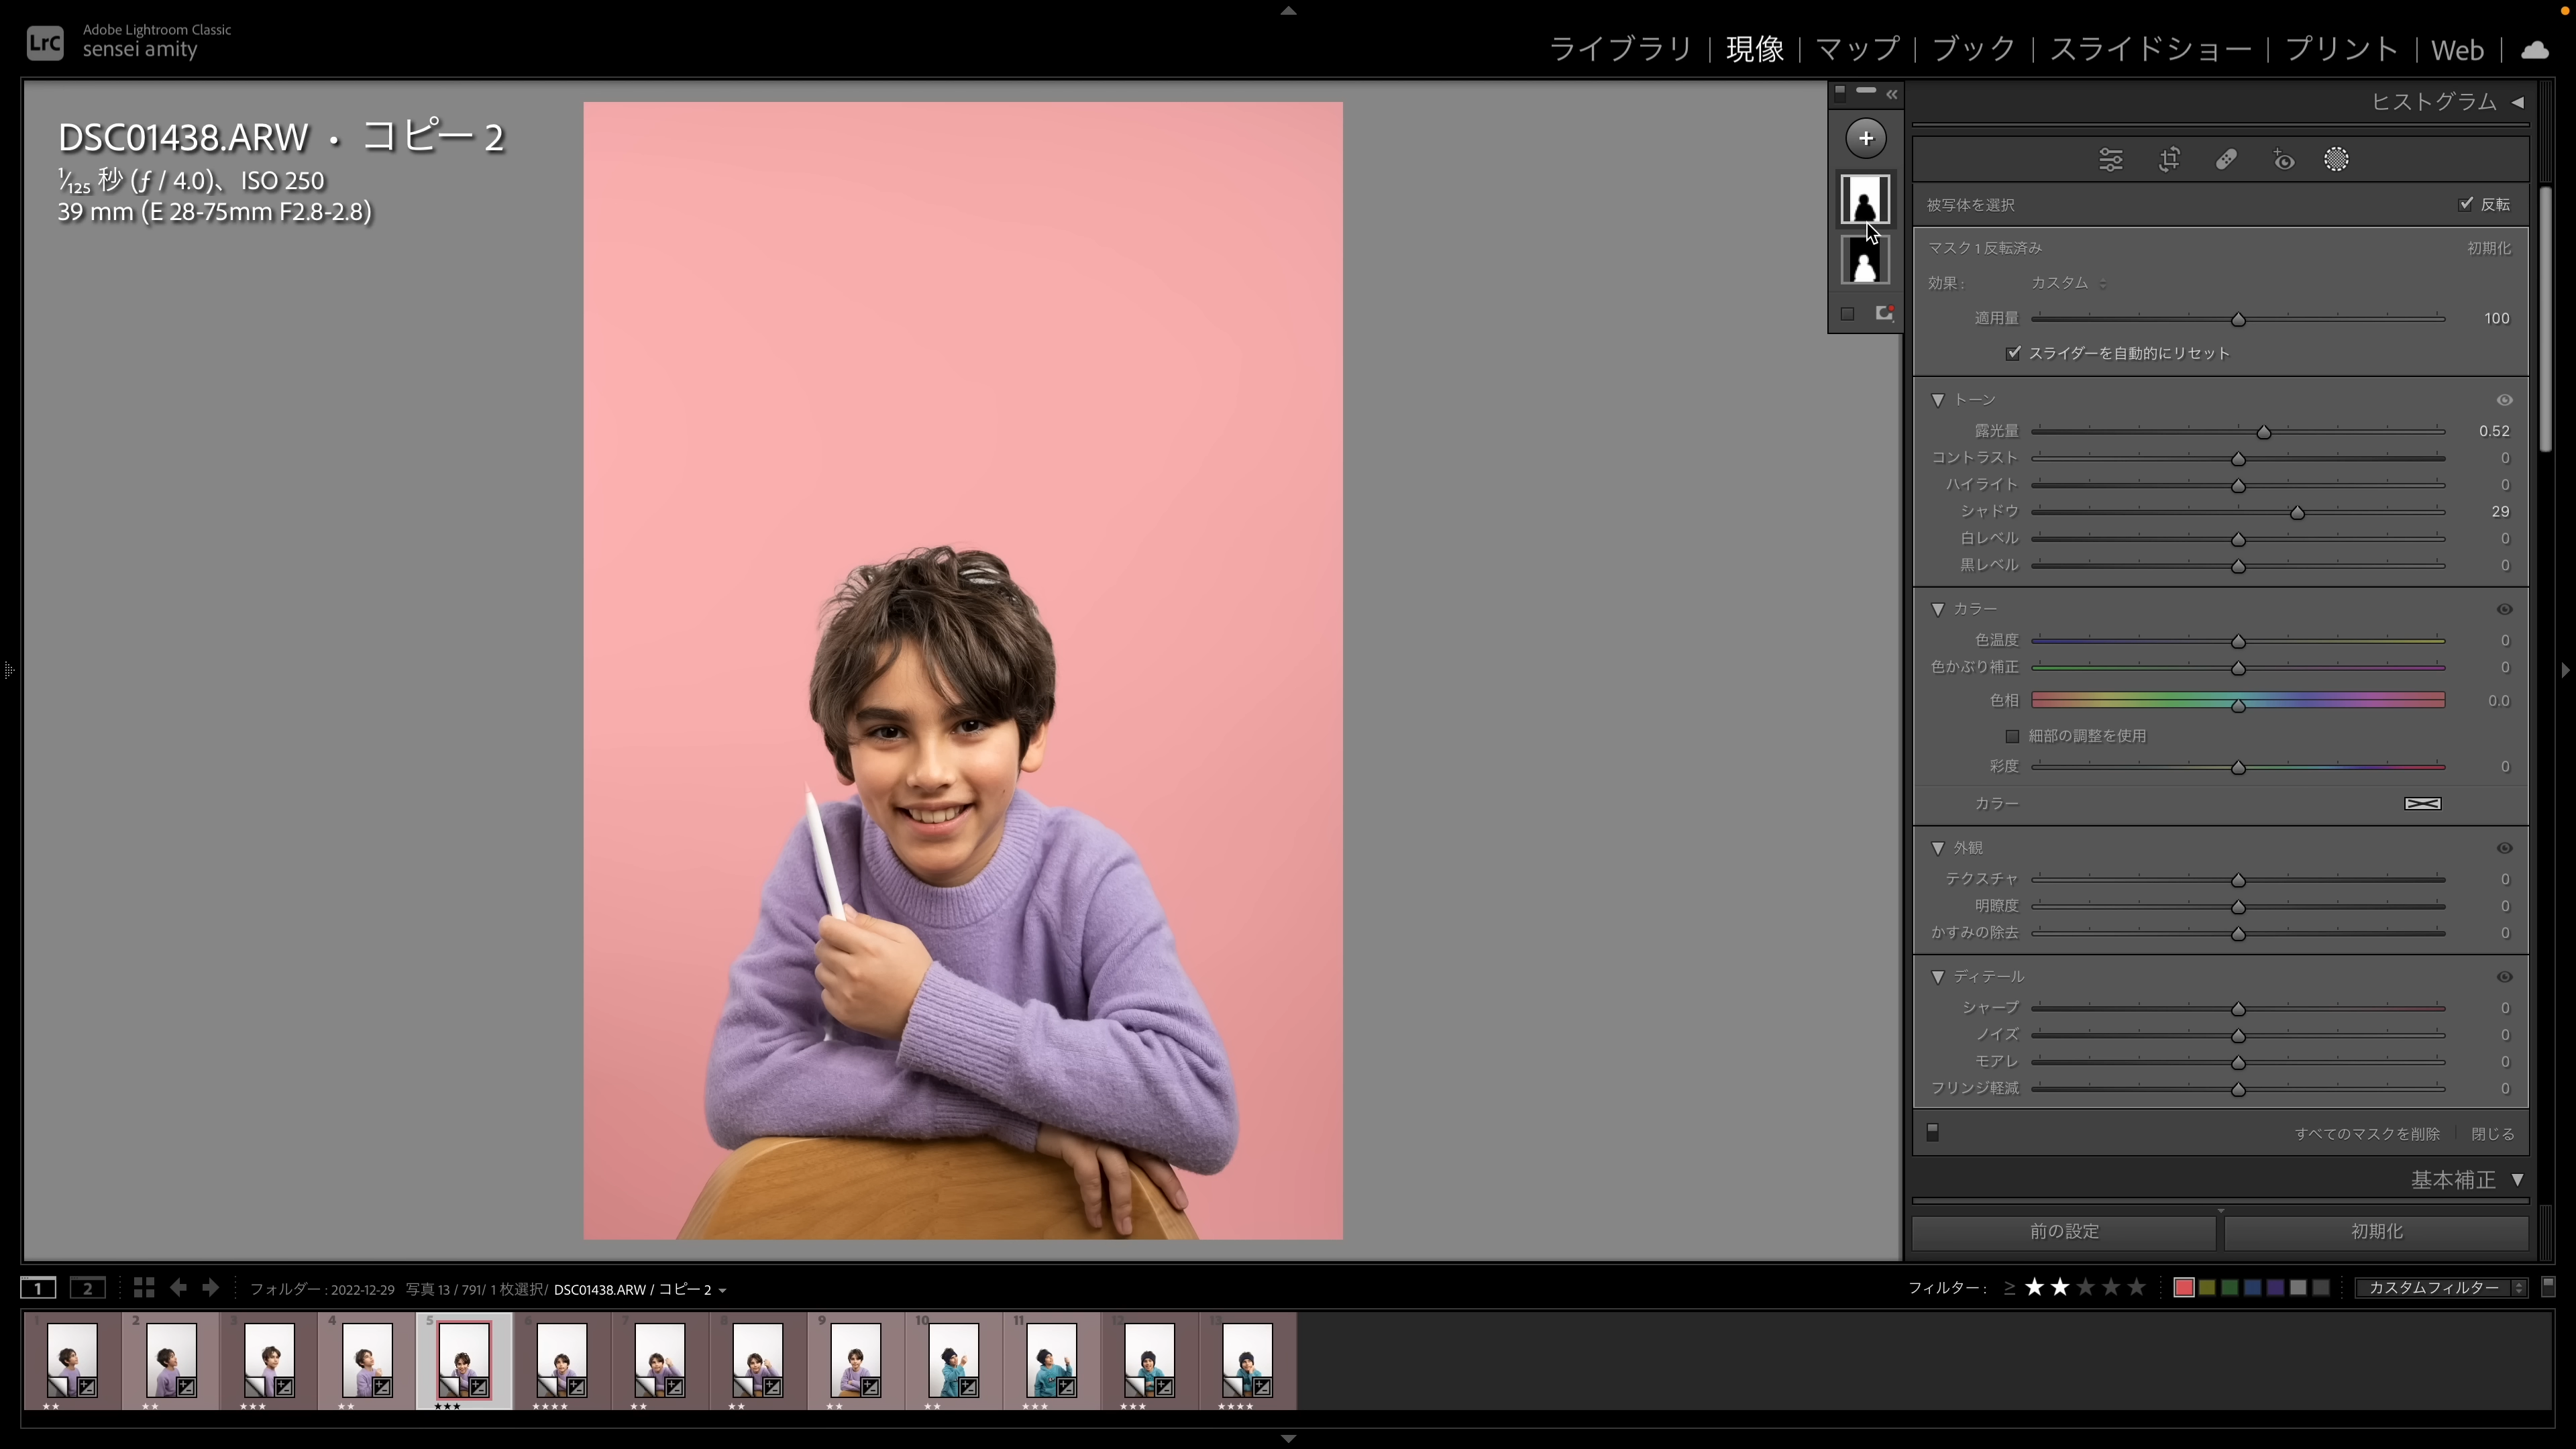 LrC
Adobe Lightroom Classic
sensei amity
ライブラリ | 現像 | マップ | ブック | スライドショー | プリント | Web |
DSC01438.ARW ・ コピー 2
1/125 秒 (ƒ / 4.0)、 ISO 250
39 mm (E 28-75mm F2.8-2.8)
ヒストグラム
被写体を選択 反転
マスク 1 反転済み 初期化
効果 : カスタム
適用量 100
スライダーを自動的にリセット
トーン
露光量 0.52
コントラスト 0
ハイライト 0
シャドウ 29
白レベル 0
黒レベル 0
カラー
色温度 0
色かぶり補正 0
色相 0.0
細部の調整を使用
彩度 0
カラー
外観
テクスチャ 0
明瞭度 0
かすみの除去 0
ディテール
シャープ 0
ノイズ 0
モアレ 0
フリンジ軽減 0
すべてのマスクを削除 閉じる
基本補正
前の設定 初期化
1 2 フォルダー : 2022-12-29 写真 13 / 791/ 1 枚選択/ DSC01438.ARW / コピー 2 フィルター : ≥ ★★★★★ カスタムフィルター
1 2 3 4 5 6 7 8 9 10 11 12 13